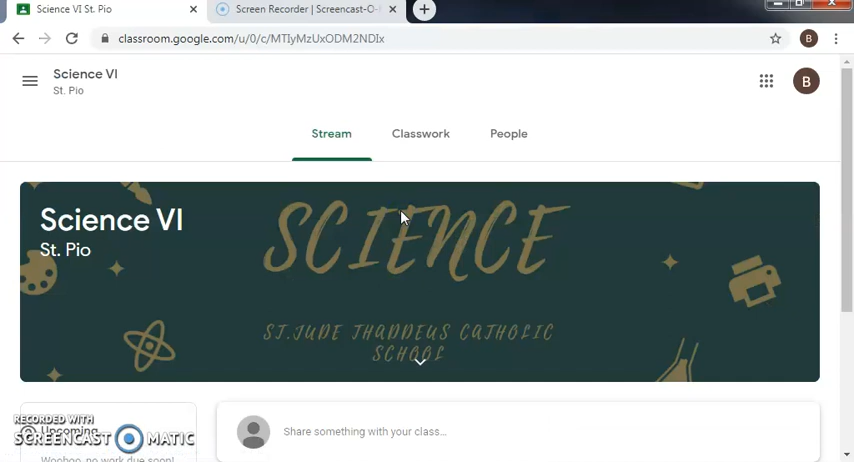 Science VI St. Pio
Screen Recorder | Screencast-O-
classroom.google.com/u/0/c/MTIyMzUxODM2NDIx
B
Science VI
St. Pio
B
Stream
Classwork
People
Science VI
St. Pio
SCIENCE
ST.JUDE THADDEUS CATHOLIC
SCHOOL
Upcoming
Woohoo, no work due soon!
Share something with your class...
RECORDED WITH
SCREENCAST MATIC